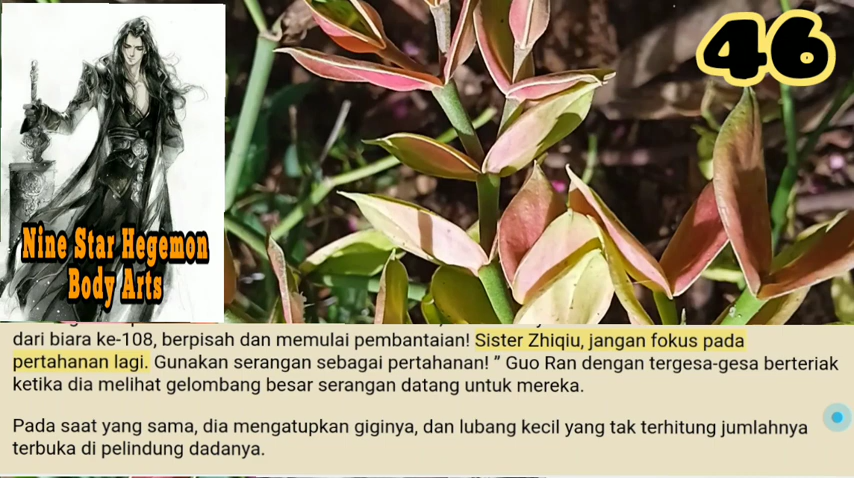 46
Nine Star Hegemon
Body Arts
dari biara ke-108, berpisah dan memulai pembantaian! Sister Zhiqiu, jangan fokus pada
pertahanan lagi. Gunakan serangan sebagai pertahanan! ” Guo Ran dengan tergesa-gesa berteriak
ketika dia melihat gelombang besar serangan datang untuk mereka.
Pada saat yang sama, dia mengatupkan giginya, dan lubang kecil yang tak terhitung jumlahnya
terbuka di pelindung dadanya.